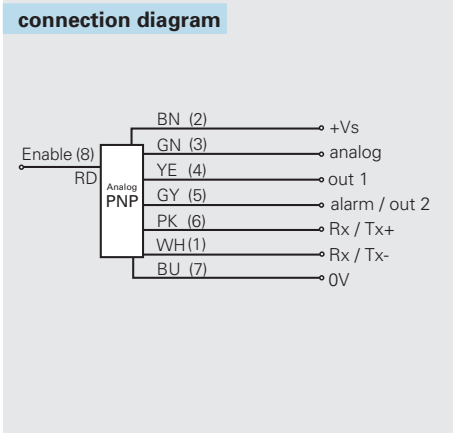 connection diagram
BN (2) +Vs
GN (3) analog
Enable (8)
YE (4) out 1
RD
Analog
PNP
GY (5) alarm / out 2
PK (6) Rx / Tx+
WH(1) Rx / Tx-
BU (7) 0V